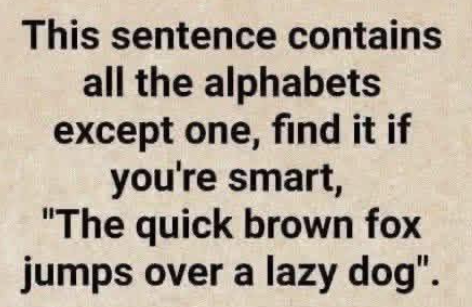 This sentence contains
all the alphabets
except one, find it if
you're smart,
"The quick brown fox
jumps over a lazy dog".